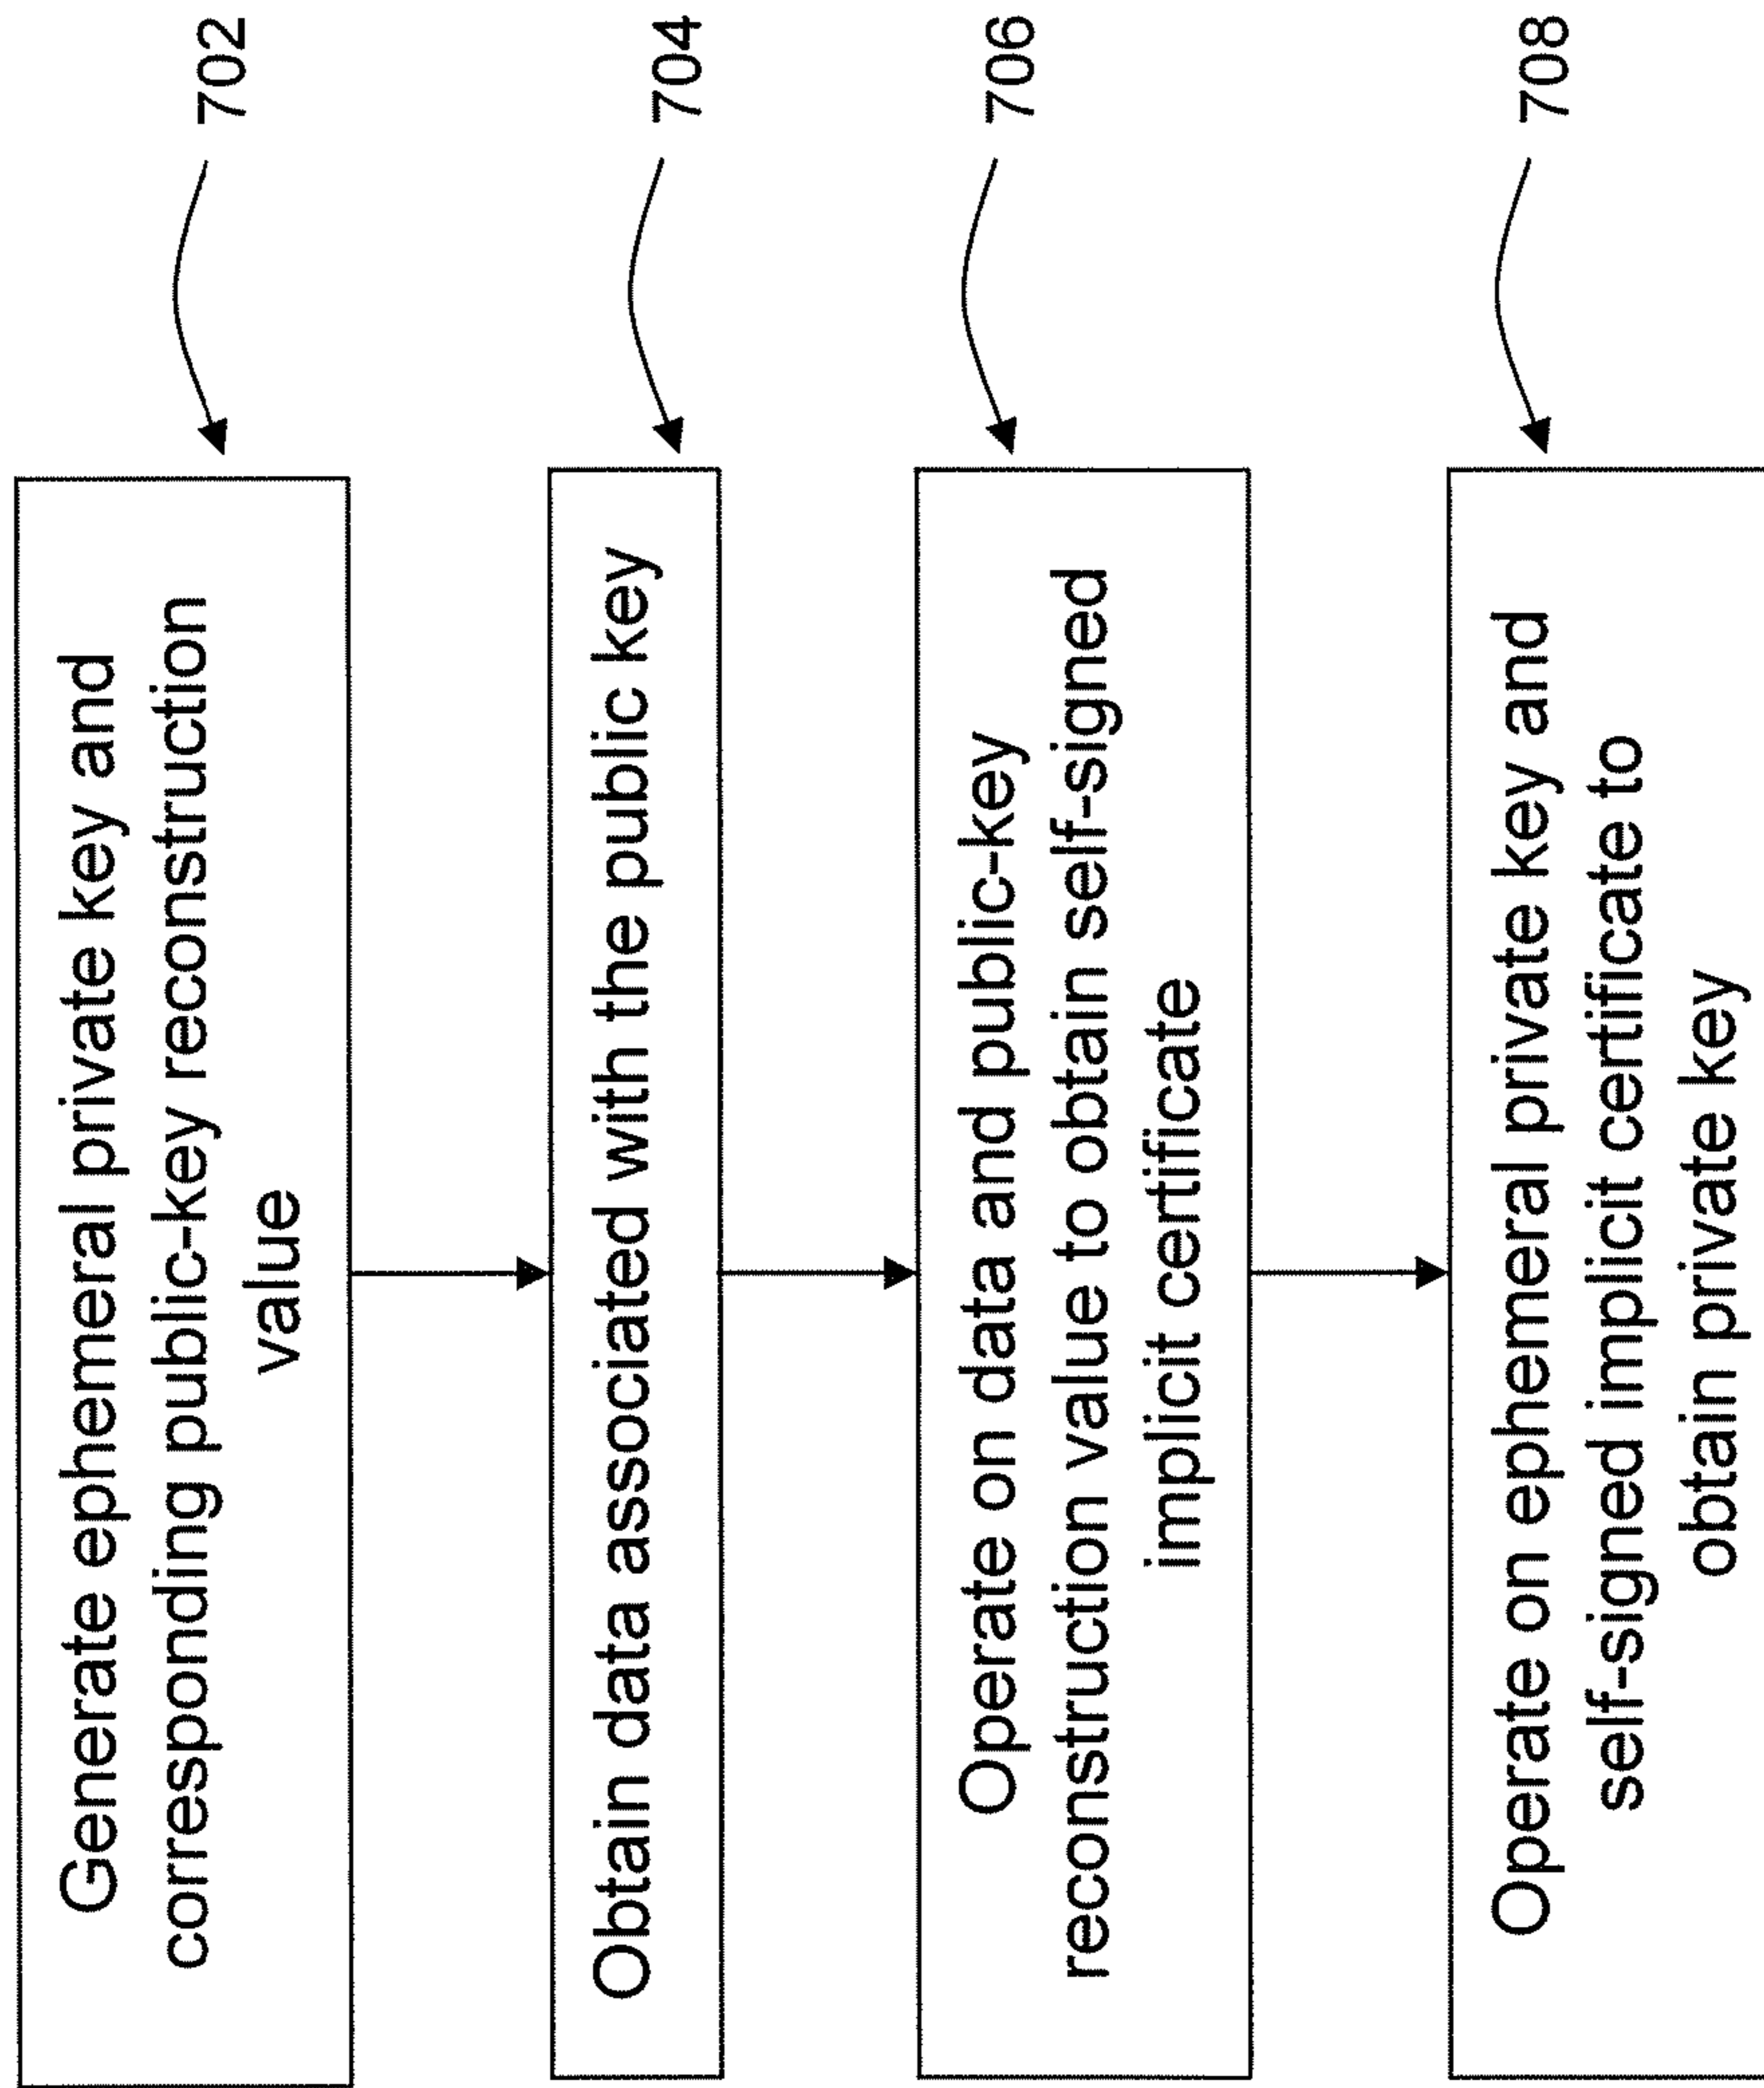 Generate ephemeral private key and
corresponding public-key reconstruction
value
702
Obtain data associated with the public key
704
Operate on data and public-key
reconstruction value to obtain self-signed
implicit certificate
706
Operate on ephemeral private key and
self-signed implicit certificate to
obtain private key
708